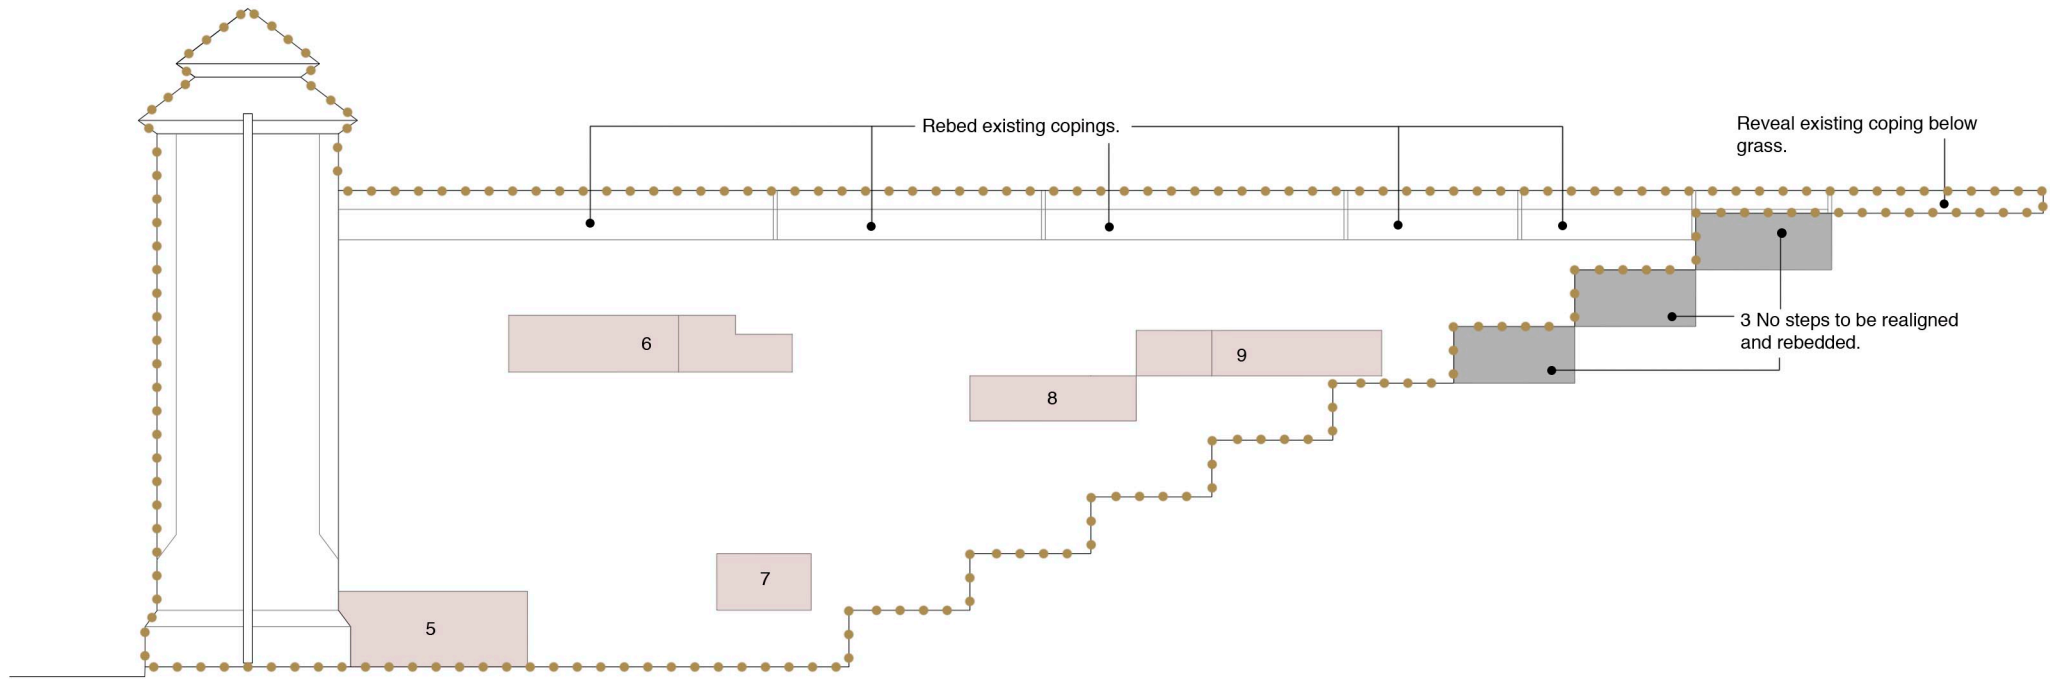 Rebed existing copings.
Reveal existing coping below
grass.
3 No steps to be realigned
and rebedded.
6
9
8
7
5